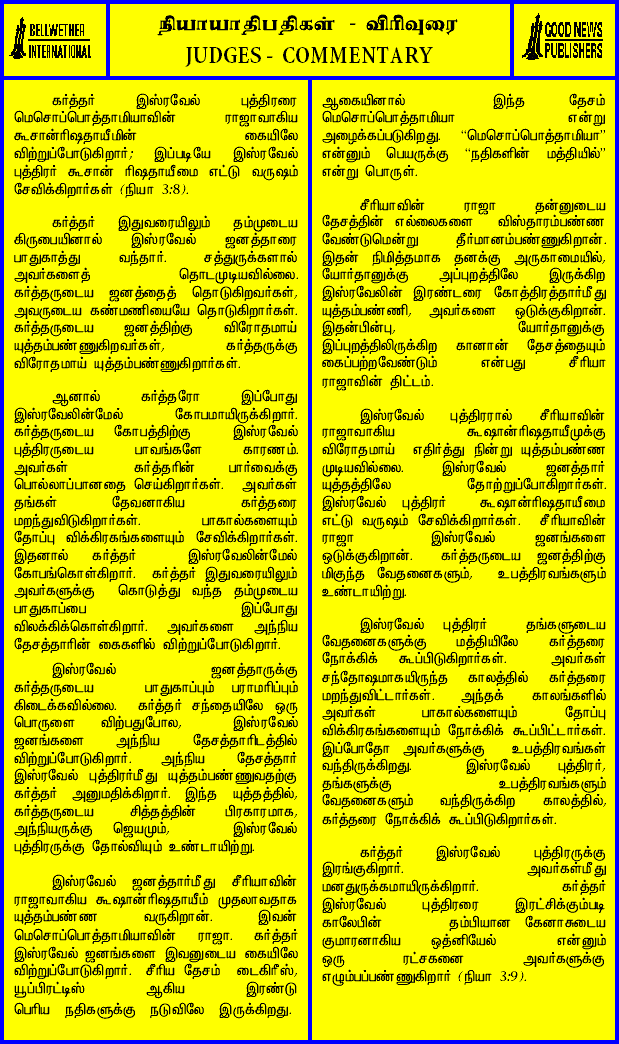 BELLWETHER
INTERNATIONAL
நியாயாதிபதிகள் - விரிவுரை
JUDGES - COMMENTARY
GOOD NEWS
PUBLISHERS
கர்த்தர் இஸ்ரவேல் புத்திரரை
மெசொப்பொத்தாமியாவின் ராஜாவாகிய
கூசான்ரிஷதாயீமின் கையிலே
விற்றுப்போடுகிறார்; இப்படியே இஸ்ரவேல்
புத்திரர் கூசான் ரிஷதாயீமை எட்டு வருஷம்
சேவிக்கிறார்கள் (நியா 3:8).
கர்த்தர் இதுவரையிலும் தம்முடைய
கிருபையினால் இஸ்ரவேல் ஜனத்தாரை
பாதுகாத்து வந்தார். சத்துருக்களால்
அவர்களைத் தொடமுடியவில்லை.
கர்த்தருடைய ஜனத்தைத் தொடுகிறவர்கள்,
அவருடைய கண்மணியையே தொடுகிறார்கள்.
கர்த்தருடைய ஜனத்திற்கு விரோதமாய்
யுத்தம்பண்ணுகிறவர்கள், கர்த்தருக்கு
விரோதமாய் யுத்தம்பண்ணுகிறார்கள்.
ஆனால் கர்த்தரோ இப்போது
இஸ்ரவேலின்மேல் கோபமாயிருக்கிறார்.
கர்த்தருடைய கோபத்திற்கு இஸ்ரவேல்
புத்திரருடைய பாவங்களே காரணம்.
அவர்கள் கர்த்தரின் பார்வைக்கு
பொல்லாப்பானதை செய்கிறார்கள். அவர்கள்
தங்கள் தேவனாகிய கர்த்தரை
மறந்துவிடுகிறார்கள். பாகால்களையும்
தோப்பு விக்கிரகங்களையும் சேவிக்கிறார்கள்.
இதனால் கர்த்தர் இஸ்ரவேலின்மேல்
கோபங்கொள்கிறார். கர்த்தர் இதுவரையிலும்
அவர்களுக்கு கொடுத்து வந்த தம்முடைய
பாதுகாப்பை இப்போது
விலக்கிக்கொள்கிறார். அவர்களை அந்நிய
தேசத்தாரின் கைகளில் விற்றுப்போடுகிறார்.
இஸ்ரவேல் ஜனத்தாருக்கு
கர்த்தருடைய பாதுகாப்பும் பராமரிப்பும்
கிடைக்கவில்லை. கர்த்தர் சந்தையிலே ஒரு
பொருளை விற்பதுபோல, இஸ்ரவேல்
ஜனங்களை அந்நிய தேசத்தாரிடத்தில்
விற்றுப்போடுகிறார். அந்நிய தேசத்தார்
இஸ்ரவேல் புத்திரர்மீது யுத்தம்பண்ணுவதற்கு
கர்த்தர் அனுமதிக்கிறார். இந்த யுத்தத்தில்,
கர்த்தருடைய சித்தத்தின் பிரகாரமாக,
அந்நியருக்கு ஜெயமும், இஸ்ரவேல்
புத்திரருக்கு தோல்வியும் உண்டாயிற்று.
இஸ்ரவேல் ஜனத்தார்மீது சீரியாவின்
ராஜாவாகிய கூஷான்ரிஷதாயீம் முதலாவதாக
யுத்தம்பண்ண வருகிறான். இவன்
மெசொப்பொத்தாமியாவின் ராஜா. கர்த்தர்
இஸ்ரவேல் ஜனங்களை இவனுடைய கையிலே
விற்றுப்போடுகிறார். சீரிய தேசம் டைகிரீஸ்,
யூப்பிரட்டிஸ் ஆகிய இரண்டு
பெரிய நதிகளுக்கு நடுவிலே இருக்கிறது.
ஆகையினால் இந்த தேசம்
மெசொப்பொத்தாமியா என்று
அழைக்கப்படுகிறது. “மெசொப்பொத்தாமியா”
என்னும் பெயருக்கு “நதிகளின் மத்தியில்”
என்று பொருள்.
சீரியாவின் ராஜா தன்னுடைய
தேசத்தின் எல்லைகளை விஸ்தாரம்பண்ண
வேண்டுமென்று தீர்மானம்பண்ணுகிறான்.
இதன் நிமித்தமாக தனக்கு அருகாமையில்,
யோர்தானுக்கு அப்புறத்திலே இருக்கிற
இஸ்ரவேலின் இரண்டரை கோத்திரத்தார்மீது
யுத்தம்பண்ணி, அவர்களை ஒடுக்குகிறான்.
இதன்பின்பு, யோர்தானுக்கு
இப்புறத்திலிருக்கிற கானான் தேசத்தையும்
கைப்பற்றவேண்டும் என்பது சீரியா
ராஜாவின் திட்டம்.
இஸ்ரவேல் புத்திரரால் சீரியாவின்
ராஜாவாகிய கூஷான்ரிஷதாயீமுக்கு
விரோதமாய் எதிர்த்து நின்று யுத்தம்பண்ண
முடியவில்லை. இஸ்ரவேல் ஜனத்தார்
யுத்தத்திலே தோற்றுப்போகிறார்கள்.
இஸ்ரவேல் புத்திரர் கூஷான்ரிஷதாயீமை
எட்டு வருஷம் சேவிக்கிறார்கள். சீரியாவின்
ராஜா இஸ்ரவேல் ஜனங்களை
ஒடுக்குகிறான். கர்த்தருடைய ஜனத்திற்கு
மிகுந்த வேதனைகளும், உபத்திரவங்களும்
உண்டாயிற்று.
இஸ்ரவேல் புத்திரர் தங்களுடைய
வேதனைகளுக்கு மத்தியிலே கர்த்தரை
நோக்கிக் கூப்பிடுகிறார்கள். அவர்கள்
சந்தோஷமாகயிருந்த காலத்தில் கர்த்தரை
மறந்துவிட்டார்கள். அந்தக் காலங்களில்
அவர்கள் பாகால்களையும் தோப்பு
விக்கிரகங்களையும் நோக்கிக் கூப்பிட்டார்கள்.
இப்போதோ அவர்களுக்கு உபத்திரவங்கள்
வந்திருக்கிறது. இஸ்ரவேல் புத்திரர்,
தங்களுக்கு உபத்திரவங்களும்
வேதனைகளும் வந்திருக்கிற காலத்தில்,
கர்த்தரை நோக்கிக் கூப்பிடுகிறார்கள்.
கர்த்தர் இஸ்ரவேல் புத்திரருக்கு
இரங்குகிறார். அவர்கள்மீது
மனதுருக்கமாயிருக்கிறார். கர்த்தர்
இஸ்ரவேல் புத்திரரை இரட்சிக்கும்படி
காலேபின் தம்பியான கேனாசுடைய
குமாரனாகிய ஒத்னியேல் என்னும்
ஒரு ரட்சகனை அவர்களுக்கு
எழும்பப்பண்ணுகிறார் (நியா 3:9).